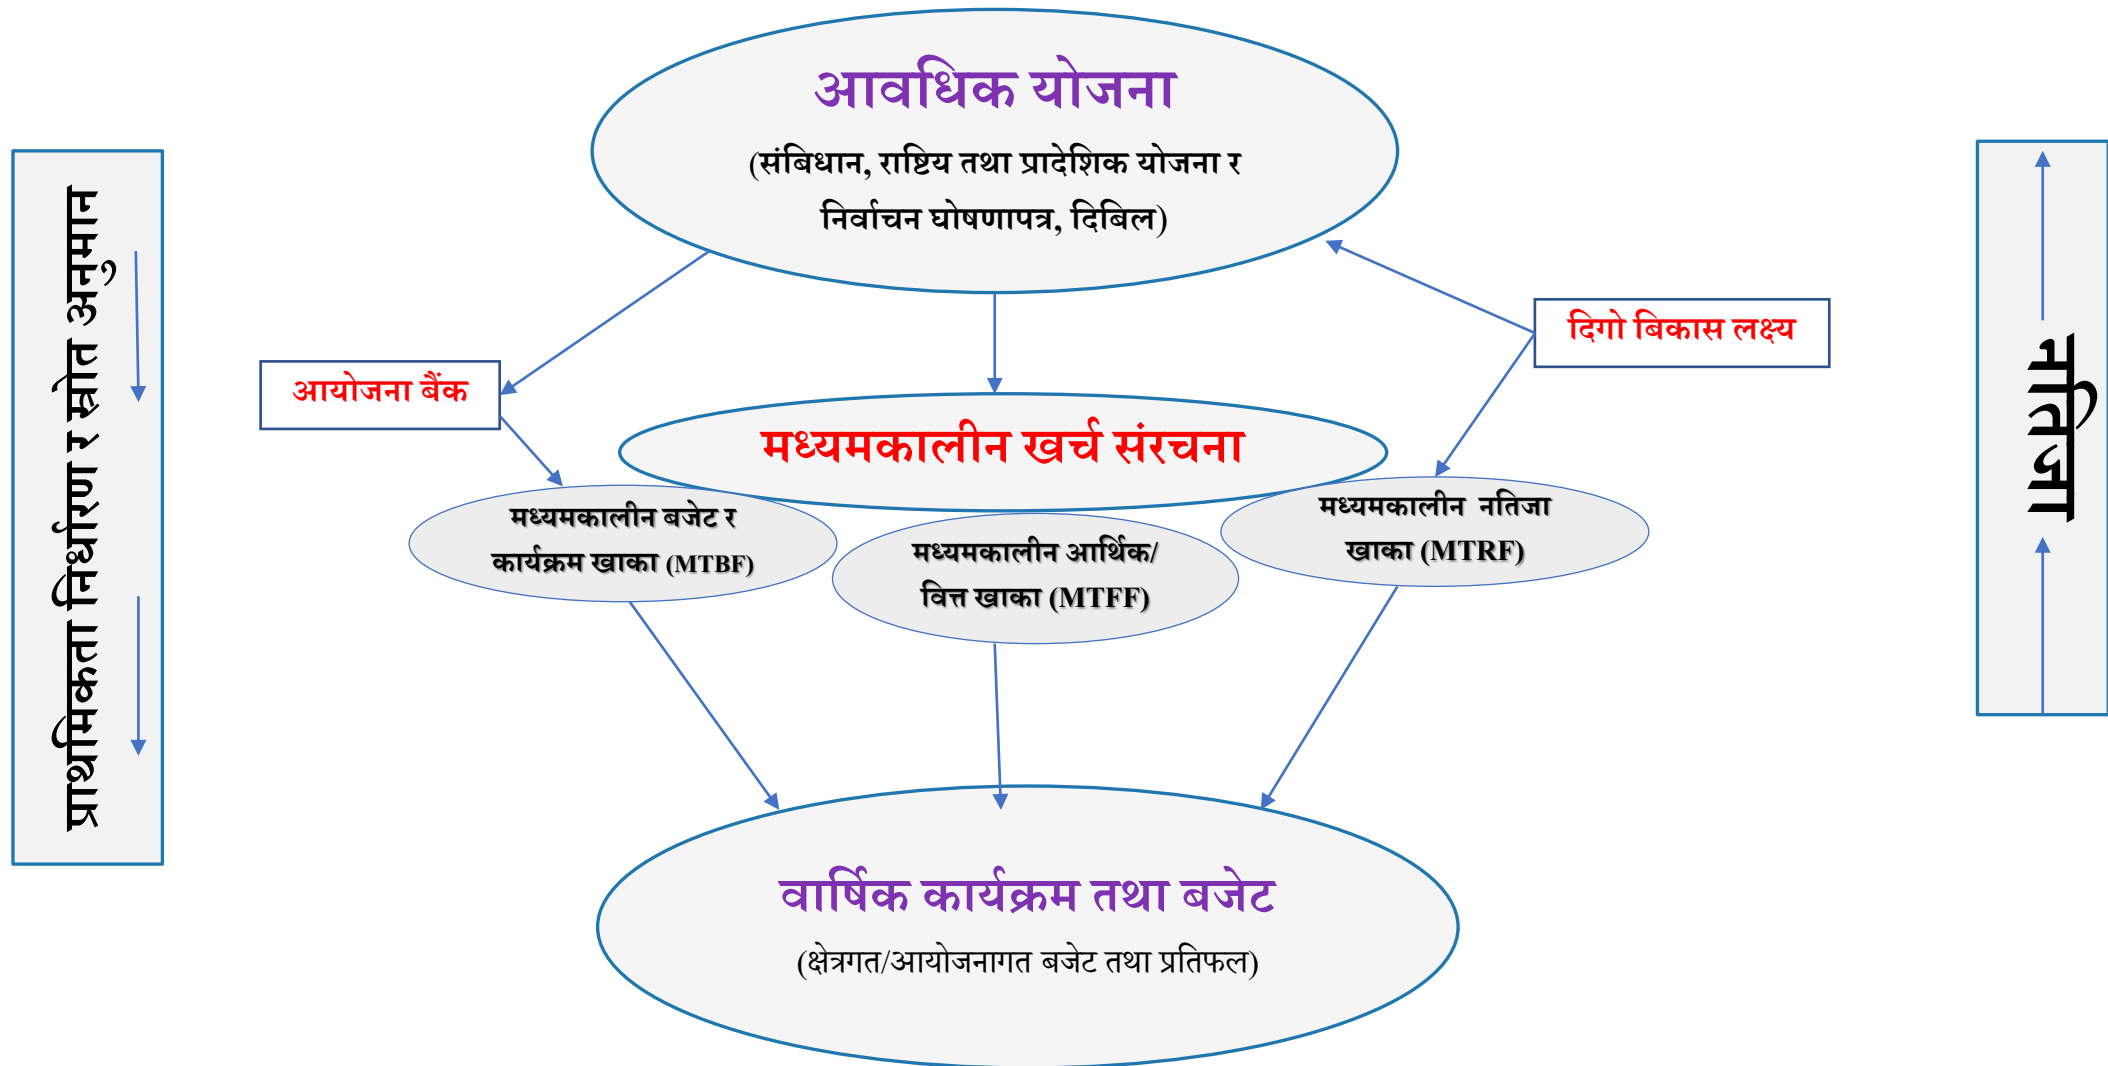 आवधिक योजना
(संबिधान, राष्टिय तथा प्रादेशिक योजना र
निर्वाचन घोषणापत्र, दिबिल)
प्राथमिकता निर्धारण र स्रोत अनुमान
दिगो बिकास लक्ष्य
नतिजा
आयोजना बैंक
मध्यमकालीन खर्च संरचना
मध्यमकालीन बजेट र
कार्यक्रम खाका (MTBF)
मध्यमकालीन आर्थिक/
वित्त खाका (MTFF)
मध्यमकालीन नतिजा
खाका (MTRF)
वार्षिक कार्यक्रम तथा बजेट
(क्षेत्रगत/आयोजनागत बजेट तथा प्रतिफल)